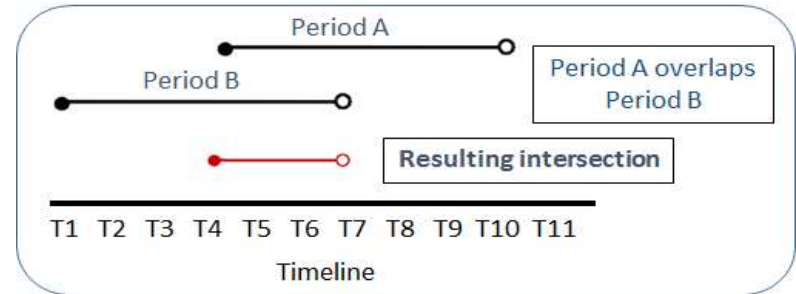 Period A
Period A overlaps
Period B
Period B
Resulting intersection
T1 T2 T3 T4 T5 T6 T7 T8 T9 T10 T11
Timeline